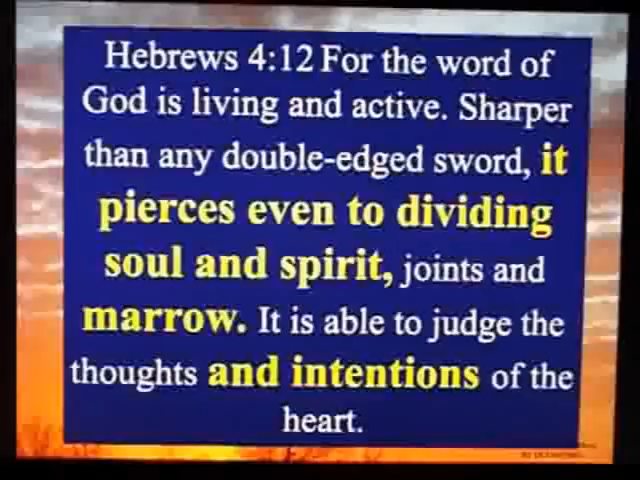 Hebrews 4:12 For the word of
God is living and active. Sharper
than any double-edged sword, it
pierces even to dividing
soul and spirit, joints and
marrow. It is able to judge the
thoughts and intentions of the
heart.